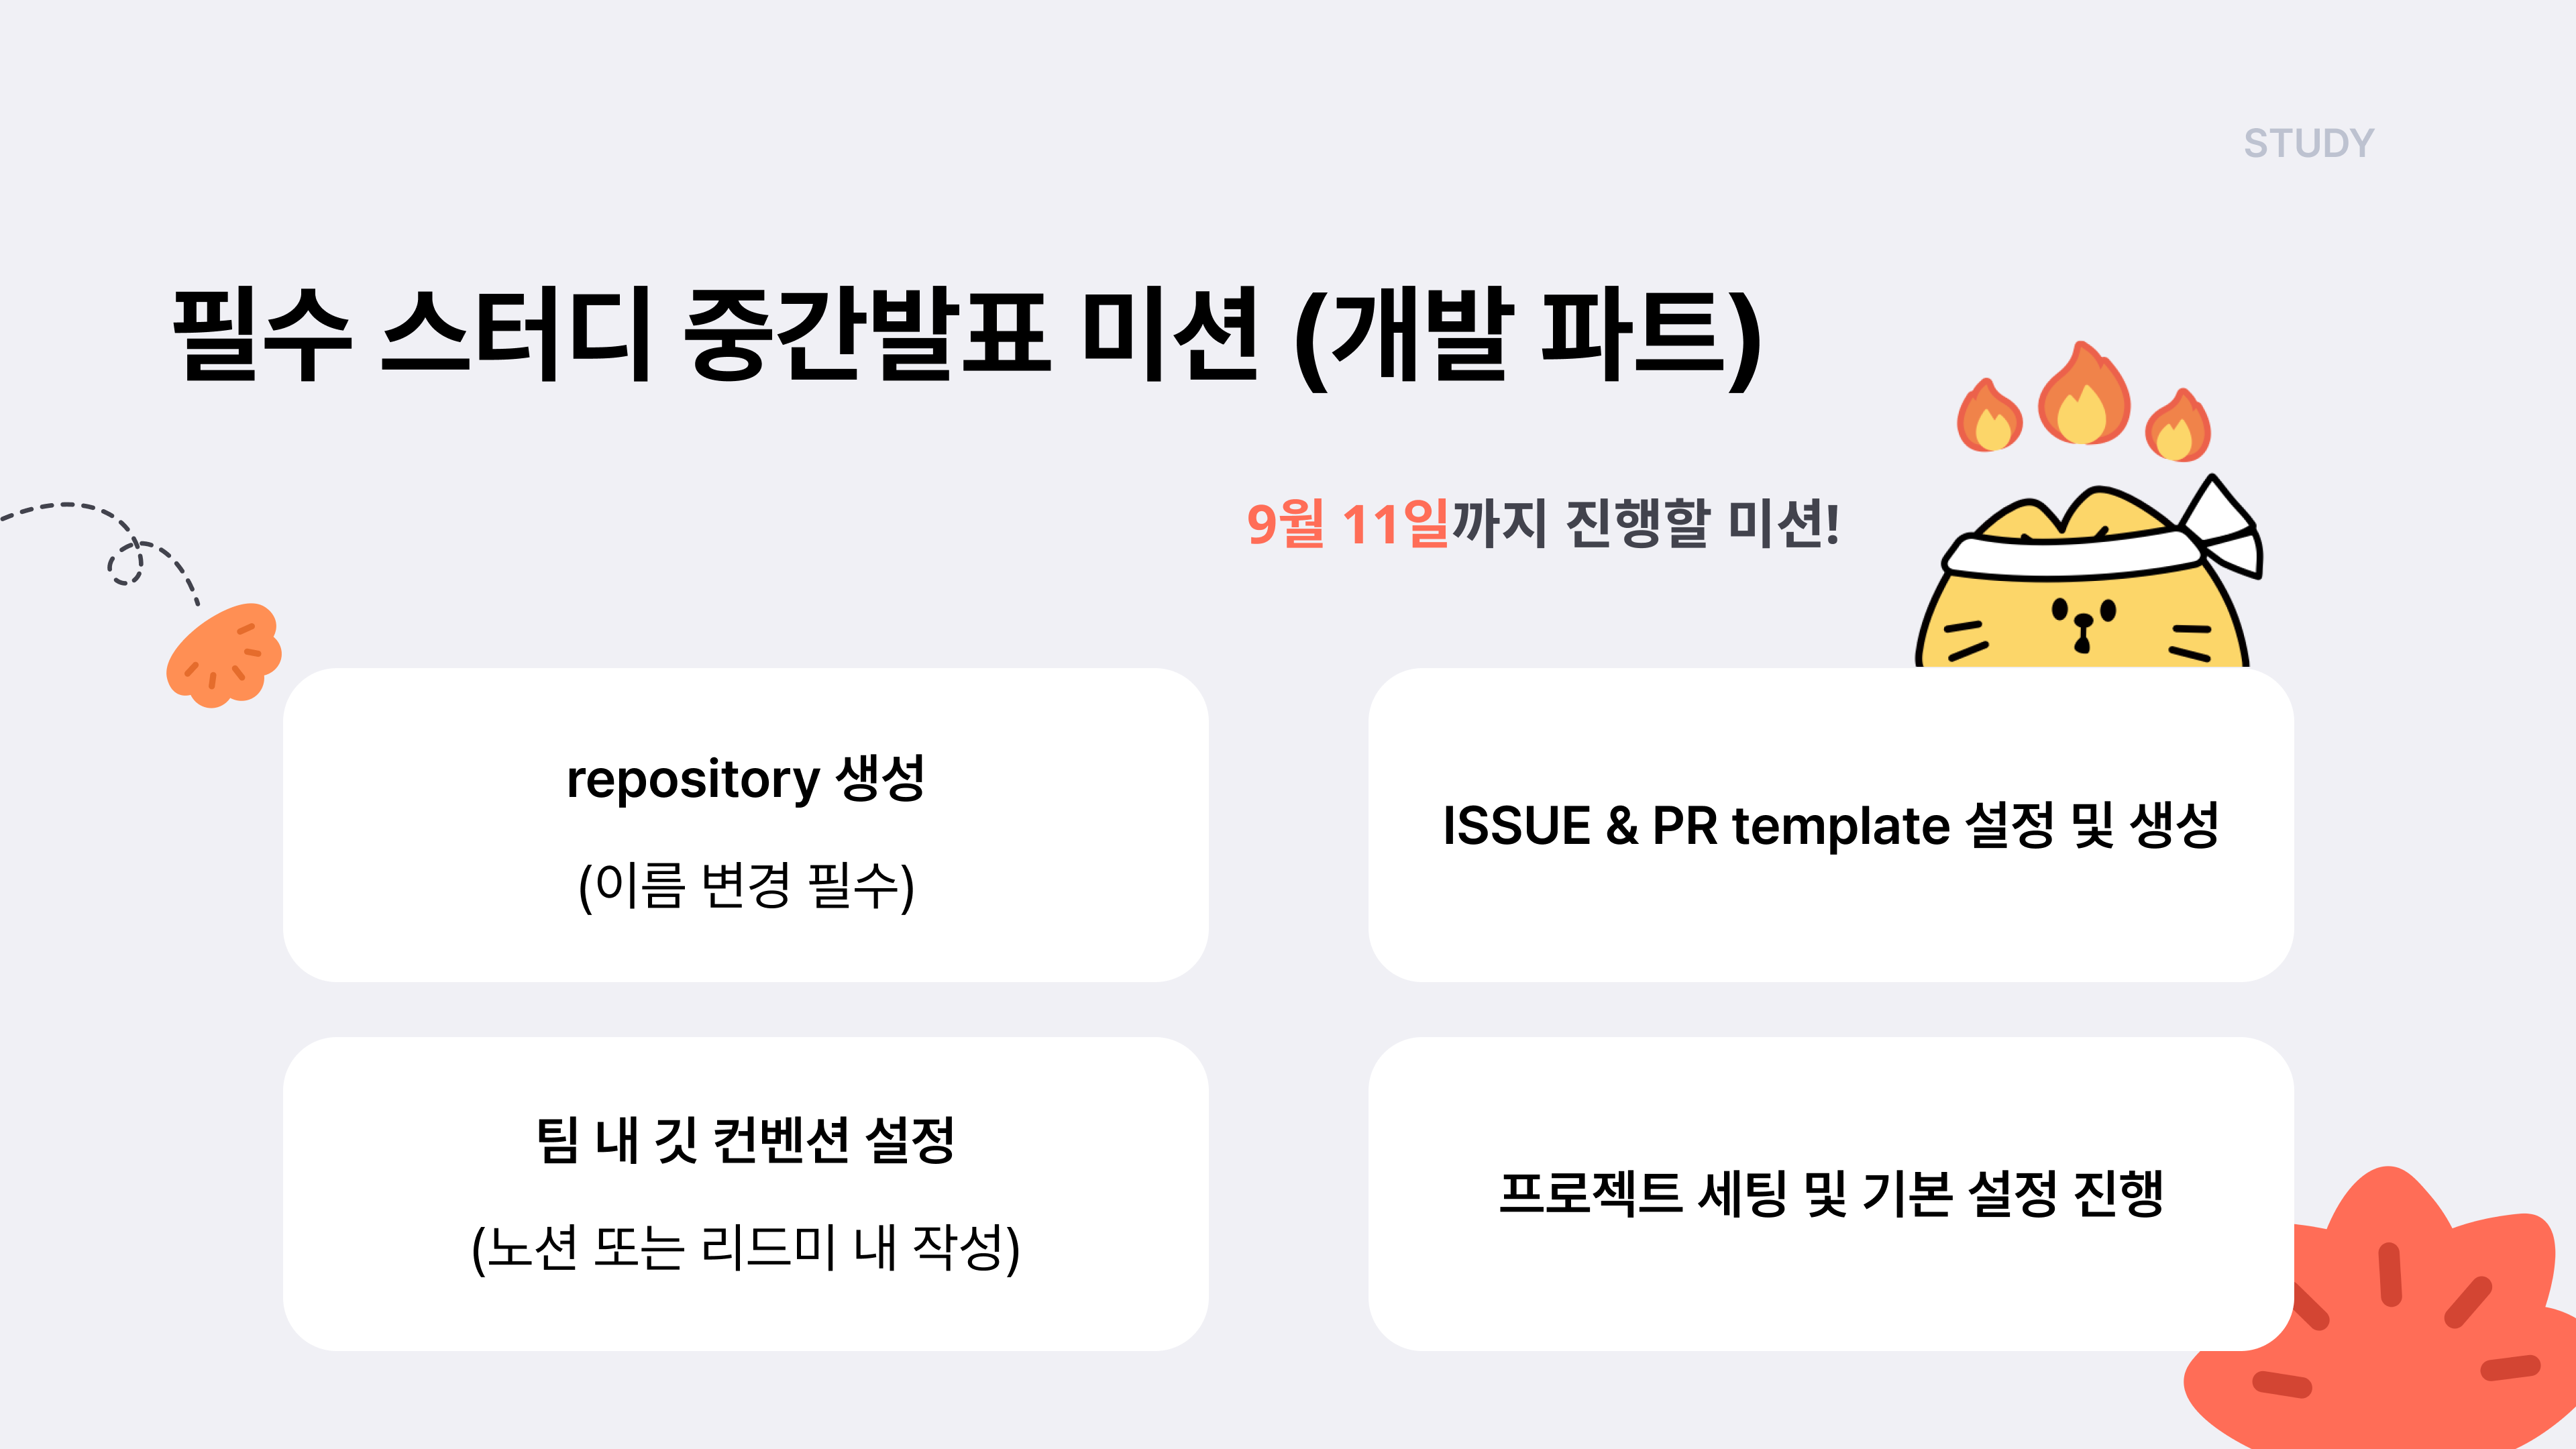 STUDY
필수 스터디 중간발표 미션 (개발 파트)
9월 11일까지 진행할 미션!
repository 생성
(이름 변경 필수)
ISSUE & PR template 설정 및 생성
팀 내 깃 컨벤션 설정
(노션 또는 리드미 내 작성)
프로젝트 세팅 및 기본 설정 진행